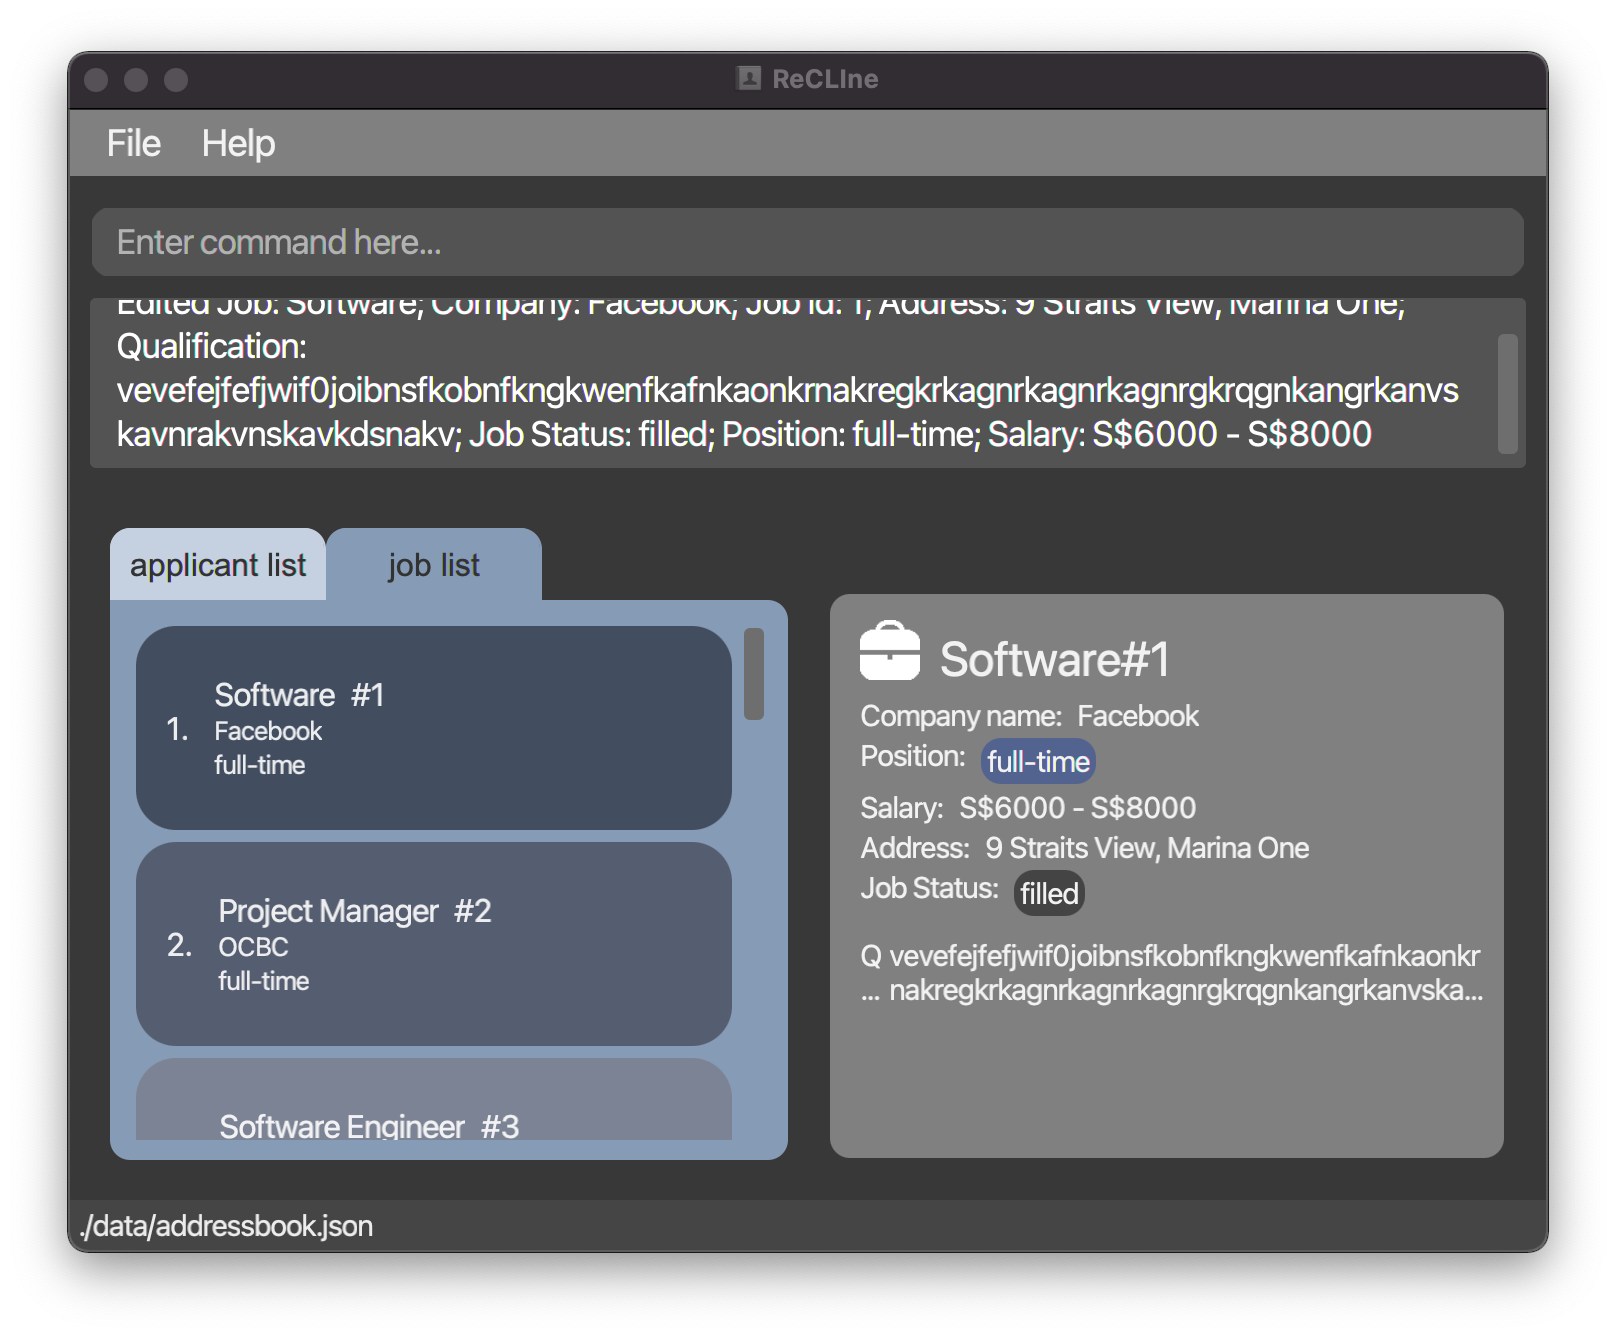 ReCLIne
File Help
Enter command here...
Edited Job: Software; Company: Facebook; Job Id: 1; Address: 9 Straits View, Marina One;
Qualification:
vevefejfefjwif0joibnsfkobnfkngkwenfkafnkaonkrnakregkrkagnrkagnrkagnrgkrqgnkangrkanvs
kavnrakvnskavkdsnakv; Job Status: filled; Position: full-time; Salary: S$6000 - S$8000
applicant list
job list
1.
Software #1
Facebook
full-time
2.
Project Manager #2
OCBC
full-time
Software Engineer #3
Software#1
Company name: Facebook
Position: full-time
Salary: S$6000 - S$8000
Address: 9 Straits View, Marina One
Job Status: filled
Q vevefejfefjwif0joibnsfkobnfkngkwenfkafnkaonkr
... nakregkrkagnrkagnrkagnrgkrqgnkangrkanvska...
./data/addressbook.json